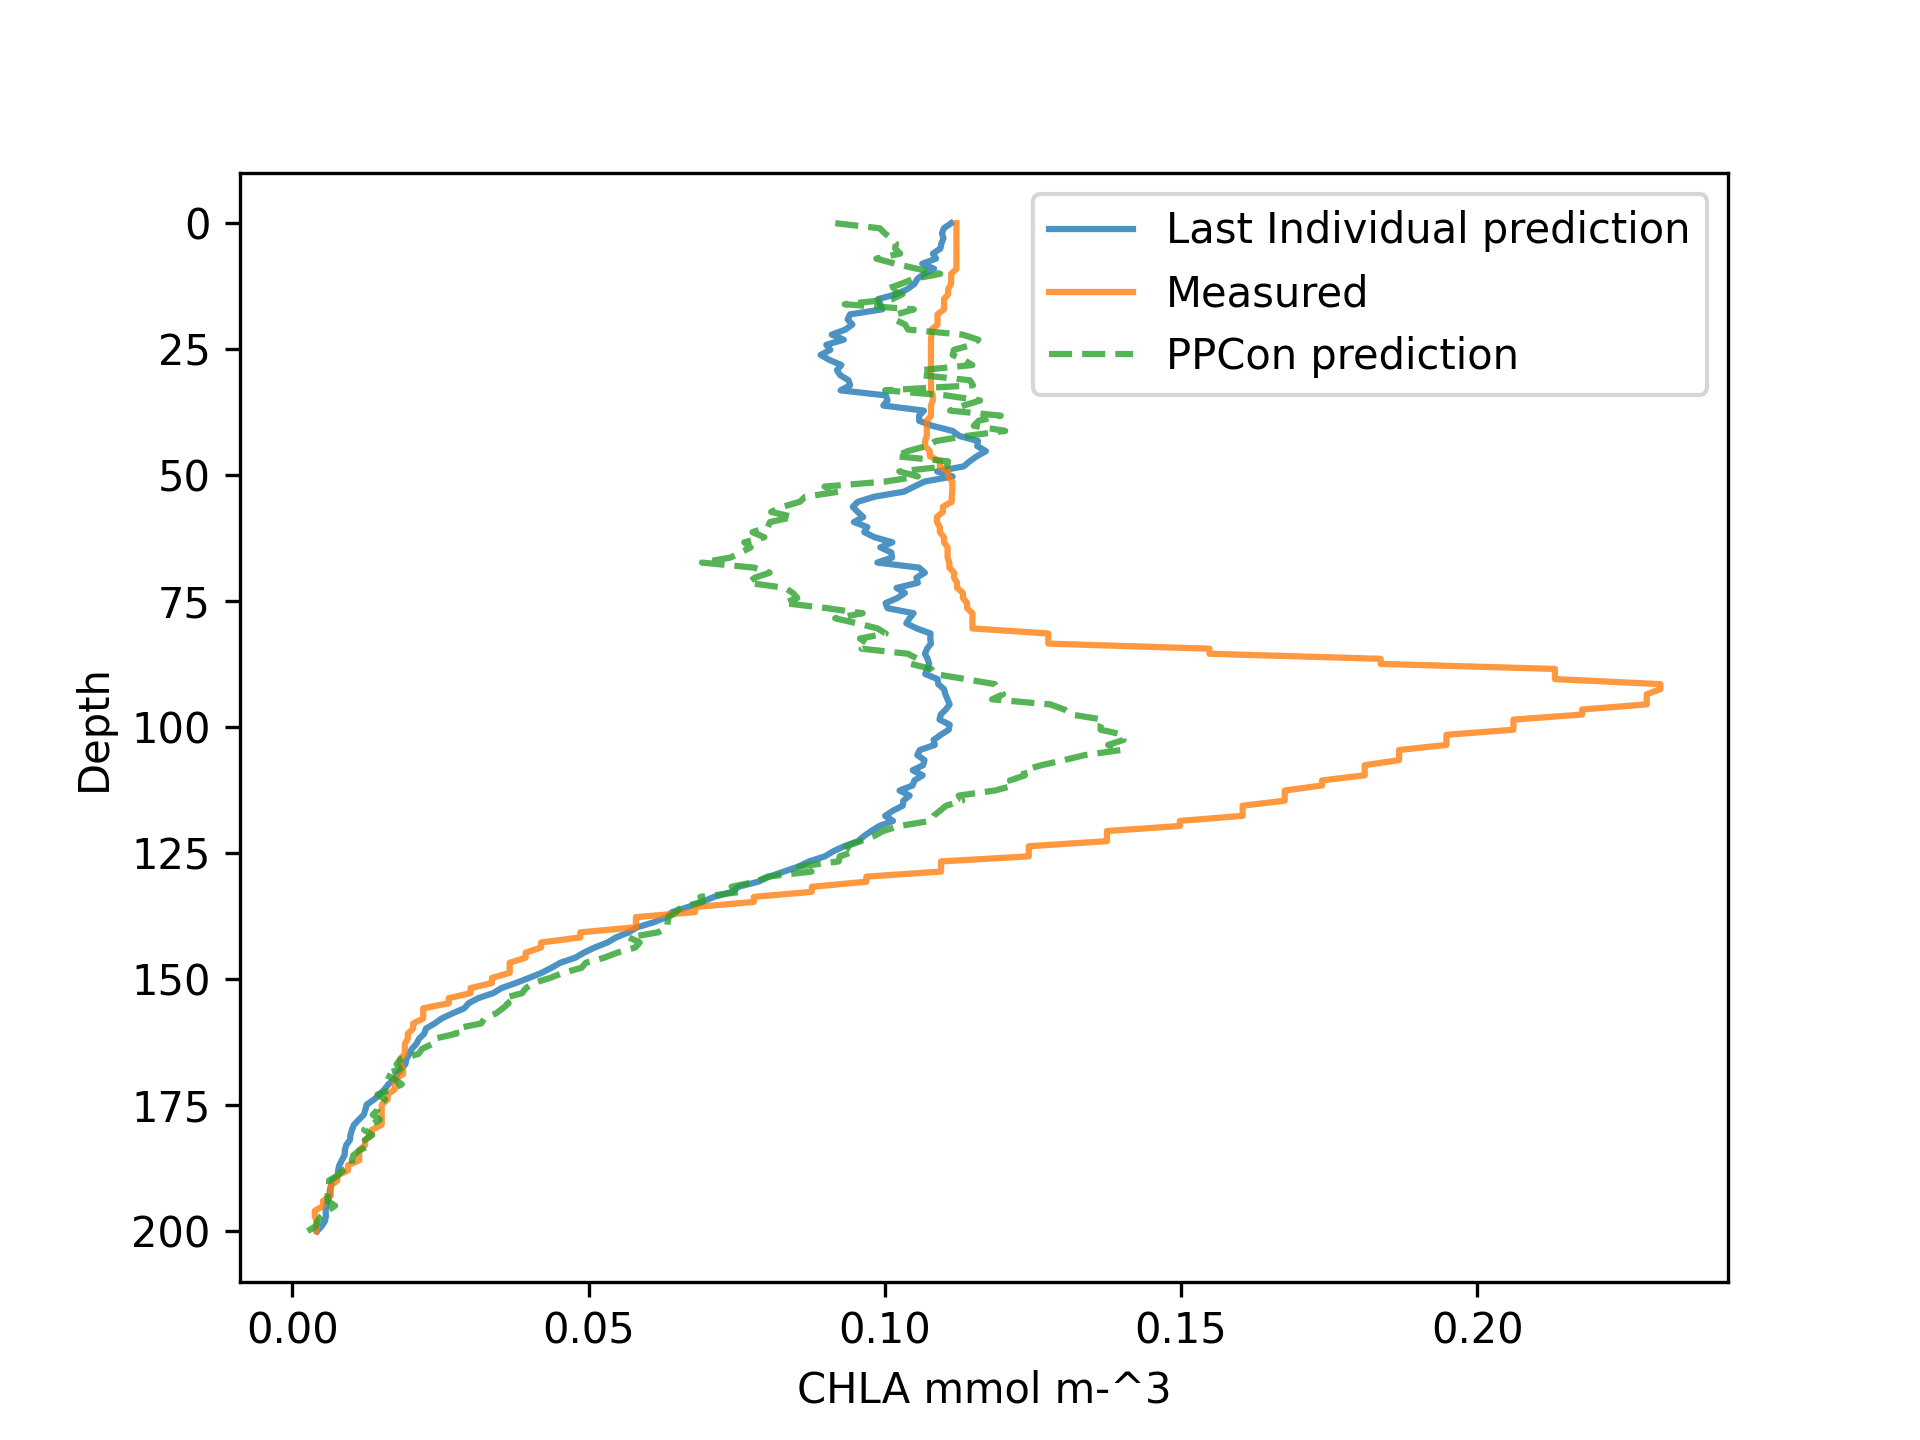 Last Individual prediction
Measured
PPCon prediction
0
25
50
75
100
125
150
175
200
Depth
0.00 0.05 0.10 0.15 0.20
CHLA mmol m-^3